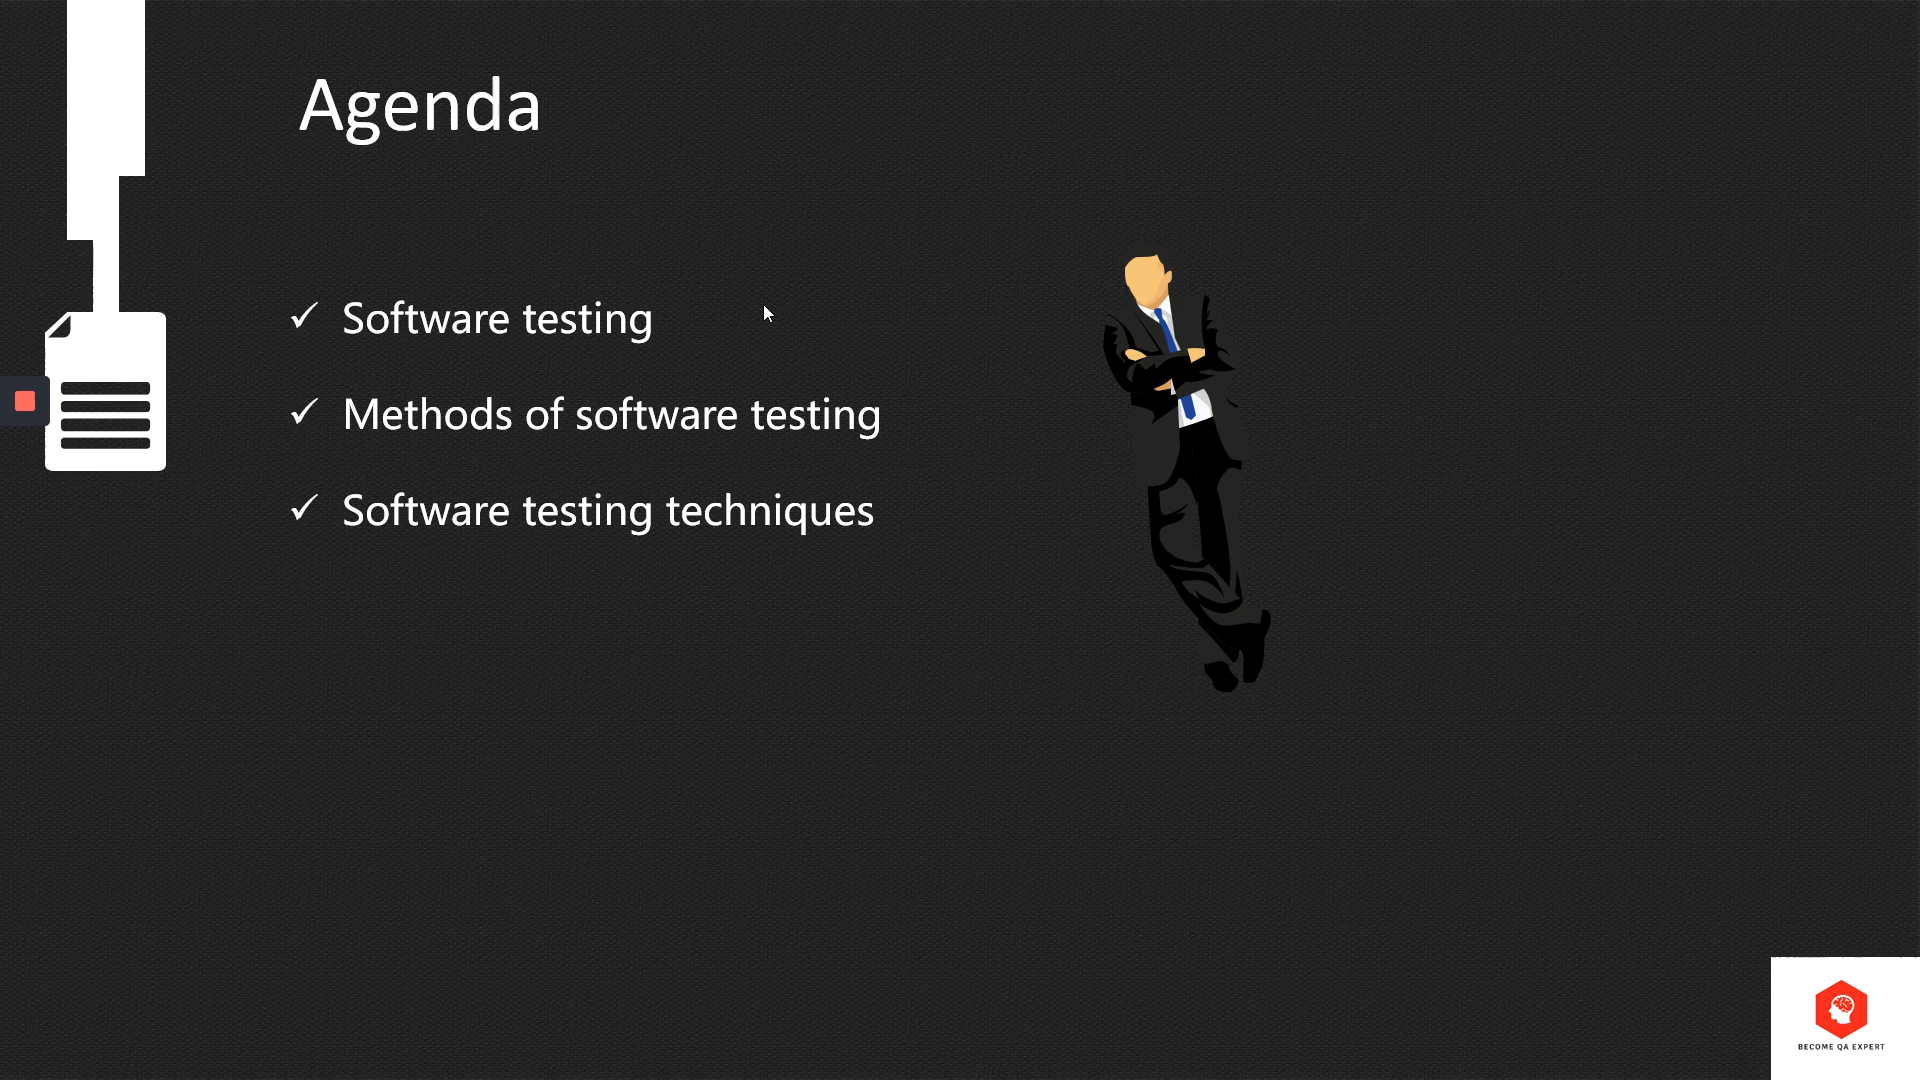 Agenda
✓ Software testing
✓ Methods of software testing
✓ Software testing techniques
BECOME QA EXPERT